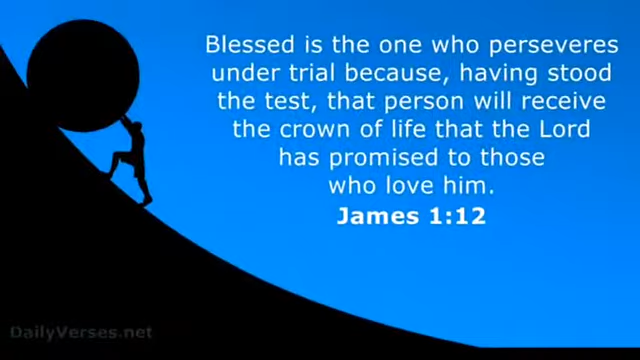 Blessed is the one who perseveres
under trial because, having stood
the test, that person will receive
the crown of life that the Lord
has promised to those
who love him.
James 1:12
DailyVerses.net